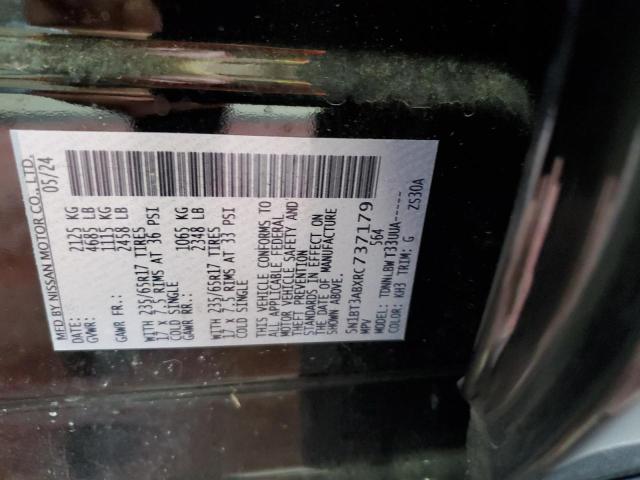 MFD BY NISSAN MOTOR CO., LTD.
DATE: 05/24
GVWR: 2125 KG
4685 LB
GAWR FR.: 1115 KG
2458 LB
WITH 235/65R17 TIRES
17 X 7.5 RIMS AT 36 PSI
COLD SINGLE
GAWR RR.: 1065 KG
2348 LB
WITH 235/65R17 TIRES
17 X 7.5 RIMS AT 33 PSI
COLD SINGLE
THIS VEHICLE CONFORMS TO
ALL APPLICABLE FEDERAL
MOTOR VEHICLE SAFETY AND
THEFT PREVENTION
STANDARDS IN EFFECT ON
THE DATE OF MANUFACTURE
SHOWN ABOVE.
5N1BT3ABXRC737179
MPV 564
COLOR: KH3 TRIM: G
ZS30A